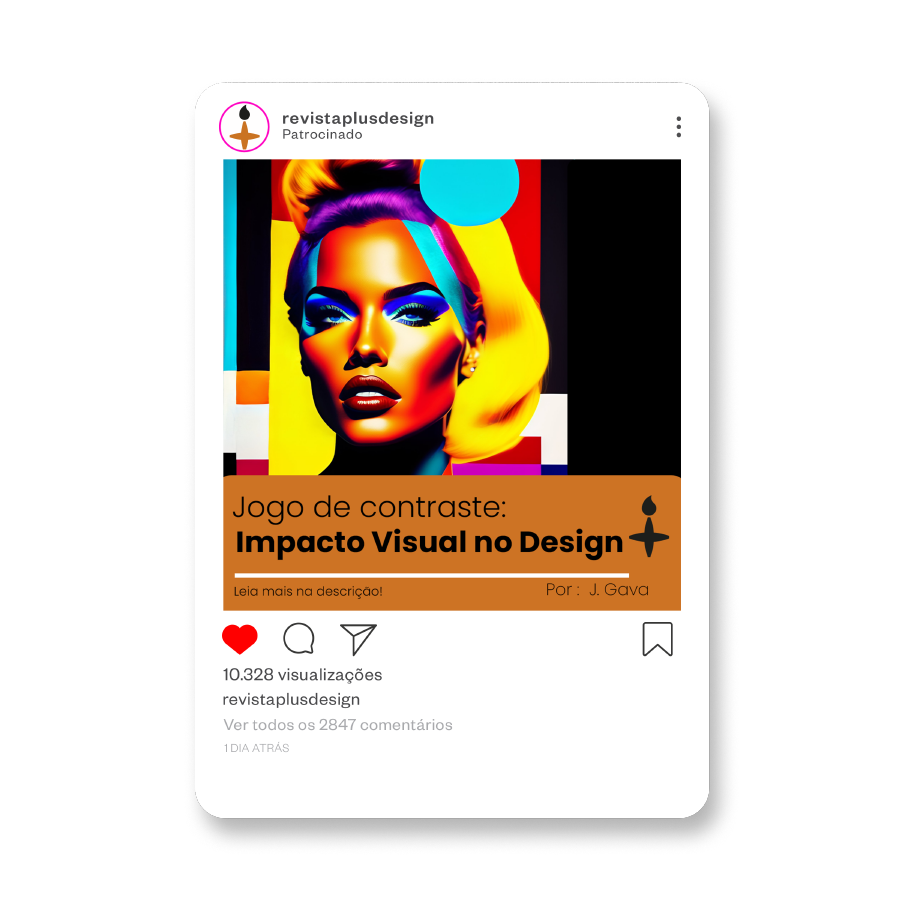 revistaplusdesign
Patrocinado
Jogo de contraste:
Impacto Visual no Design
Leia mais na descrição!
Por : J. Gava
10.328 visualizações
revistaplusdesign
Ver todos os 2847 comentários
1 DIA ATRÁS